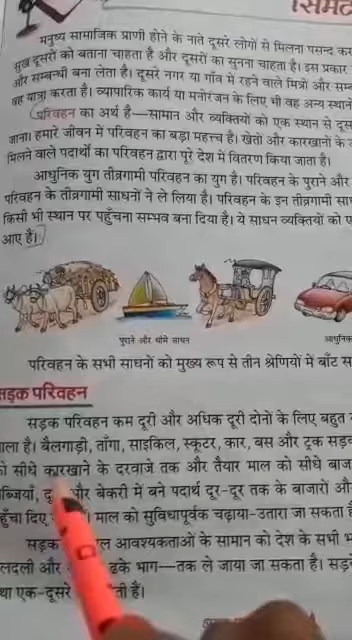 सिमट
मनुष्य सामाजिक प्राणी होने के नाते दूसरे लोगों से मिलना पसन्द कर
सुख दूसरों को बताना चाहता है और दूसरों का सुनना चाहता है। इस प्रकार
और सम्बन्धी बना लेता है। दूसरे नगर या गाँव में रहने वाले मित्रों और सम्ब
वह यात्रा करता है। व्यापारिक कार्य या मनोरंजन के लिए भी वह अन्य स्थानों
परिवहन का अर्थ है—सामान और व्यक्तियों को एक स्थान से दूस
जाना। हमारे जीवन में परिवहन का बड़ा महत्त्व है। खेतों और कारखानों के
मिलने वाले पदार्थों का परिवहन द्वारा पूरे देश में वितरण किया जाता है।
आधुनिक युग तीव्रगामी परिवहन का युग है। परिवहन के पुराने और
परिवहन के तीव्रगामी साधनों ने ले लिया है। परिवहन के इन तीव्रगामी सा
किसी भी स्थान पर पहुँचना सम्भव बना दिया है। ये साधन व्यक्तियों को ए
आए हैं।
पुराने और धीमे साधन
आधुनिक
परिवहन के सभी साधनों को मुख्य रूप से तीन श्रेणियों में बाँट स
सड़क परिवहन
सड़क परिवहन कम दूरी और अधिक दूरी दोनों के लिए बहुत
ाला है। बैलगाड़ी, ताँगा, साइकिल, स्कूटर, कार, बस और ट्रक सड़क
को सीधे कारखाने के दरवाजे तक और तैयार माल को सीधे बाज
ब्जियाँ, दू और बेकरी में बने पदार्थ दूर-दूर तक के बाजारों और
हुँचा दिए माल को सुविधापूर्वक चढ़ाया-उतारा जा सकता है
सड़क ल आवश्यकताओं के सामान को देश के सभी भ
लदली और ढके भाग—तक ले जाया जा सकता है। सड़
था एक-दूसरे ती हैं।